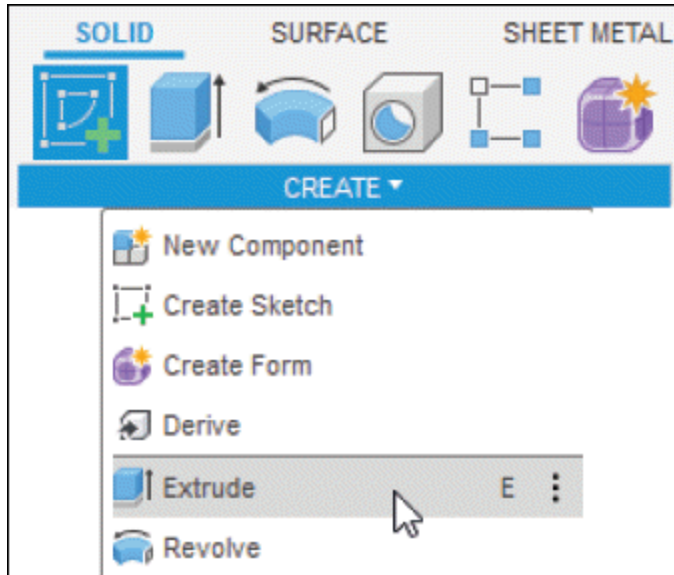 SOLID SURFACE SHEET METAL
CREATE ▾
New Component
Create Sketch
Create Form
Derive
Extrude E
Revolve